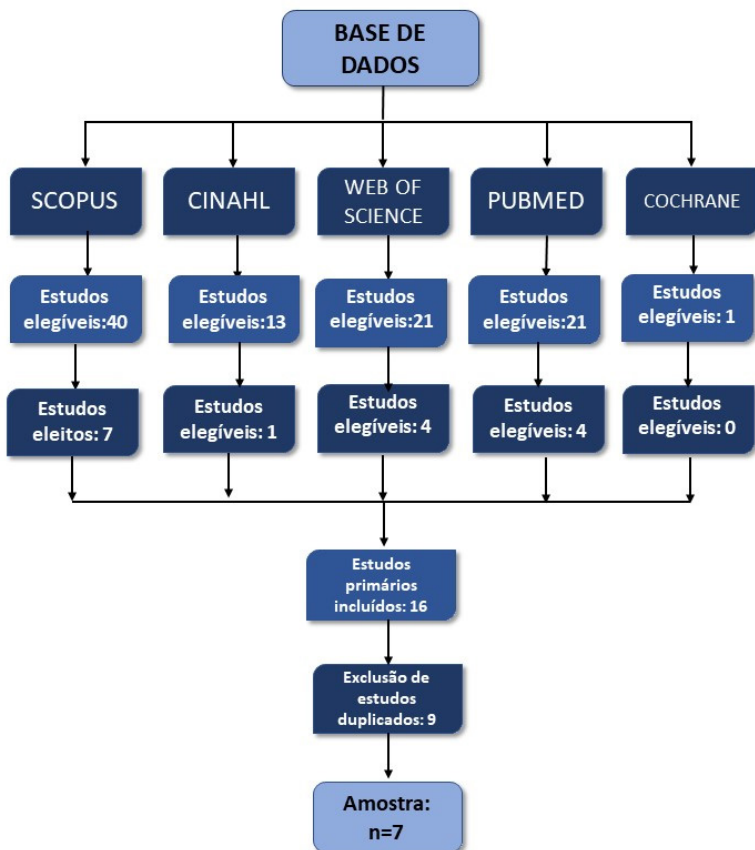 BASE DE
DADOS
SCOPUS
CINAHL
WEB OF
SCIENCE
PUBMED
COCHRANE
Estudos
elegíveis:40
Estudos
elegíveis:13
Estudos
elegíveis:21
Estudos
elegíveis:21
Estudos
elegíveis: 1
Estudos
eleitos: 7
Estudos
elegíveis: 1
Estudos
elegíveis: 4
Estudos
elegíveis: 4
Estudos
elegíveis: 0
Estudos
primários
incluídos: 16
Exclusão de
estudos
duplicados: 9
Amostra:
n=7